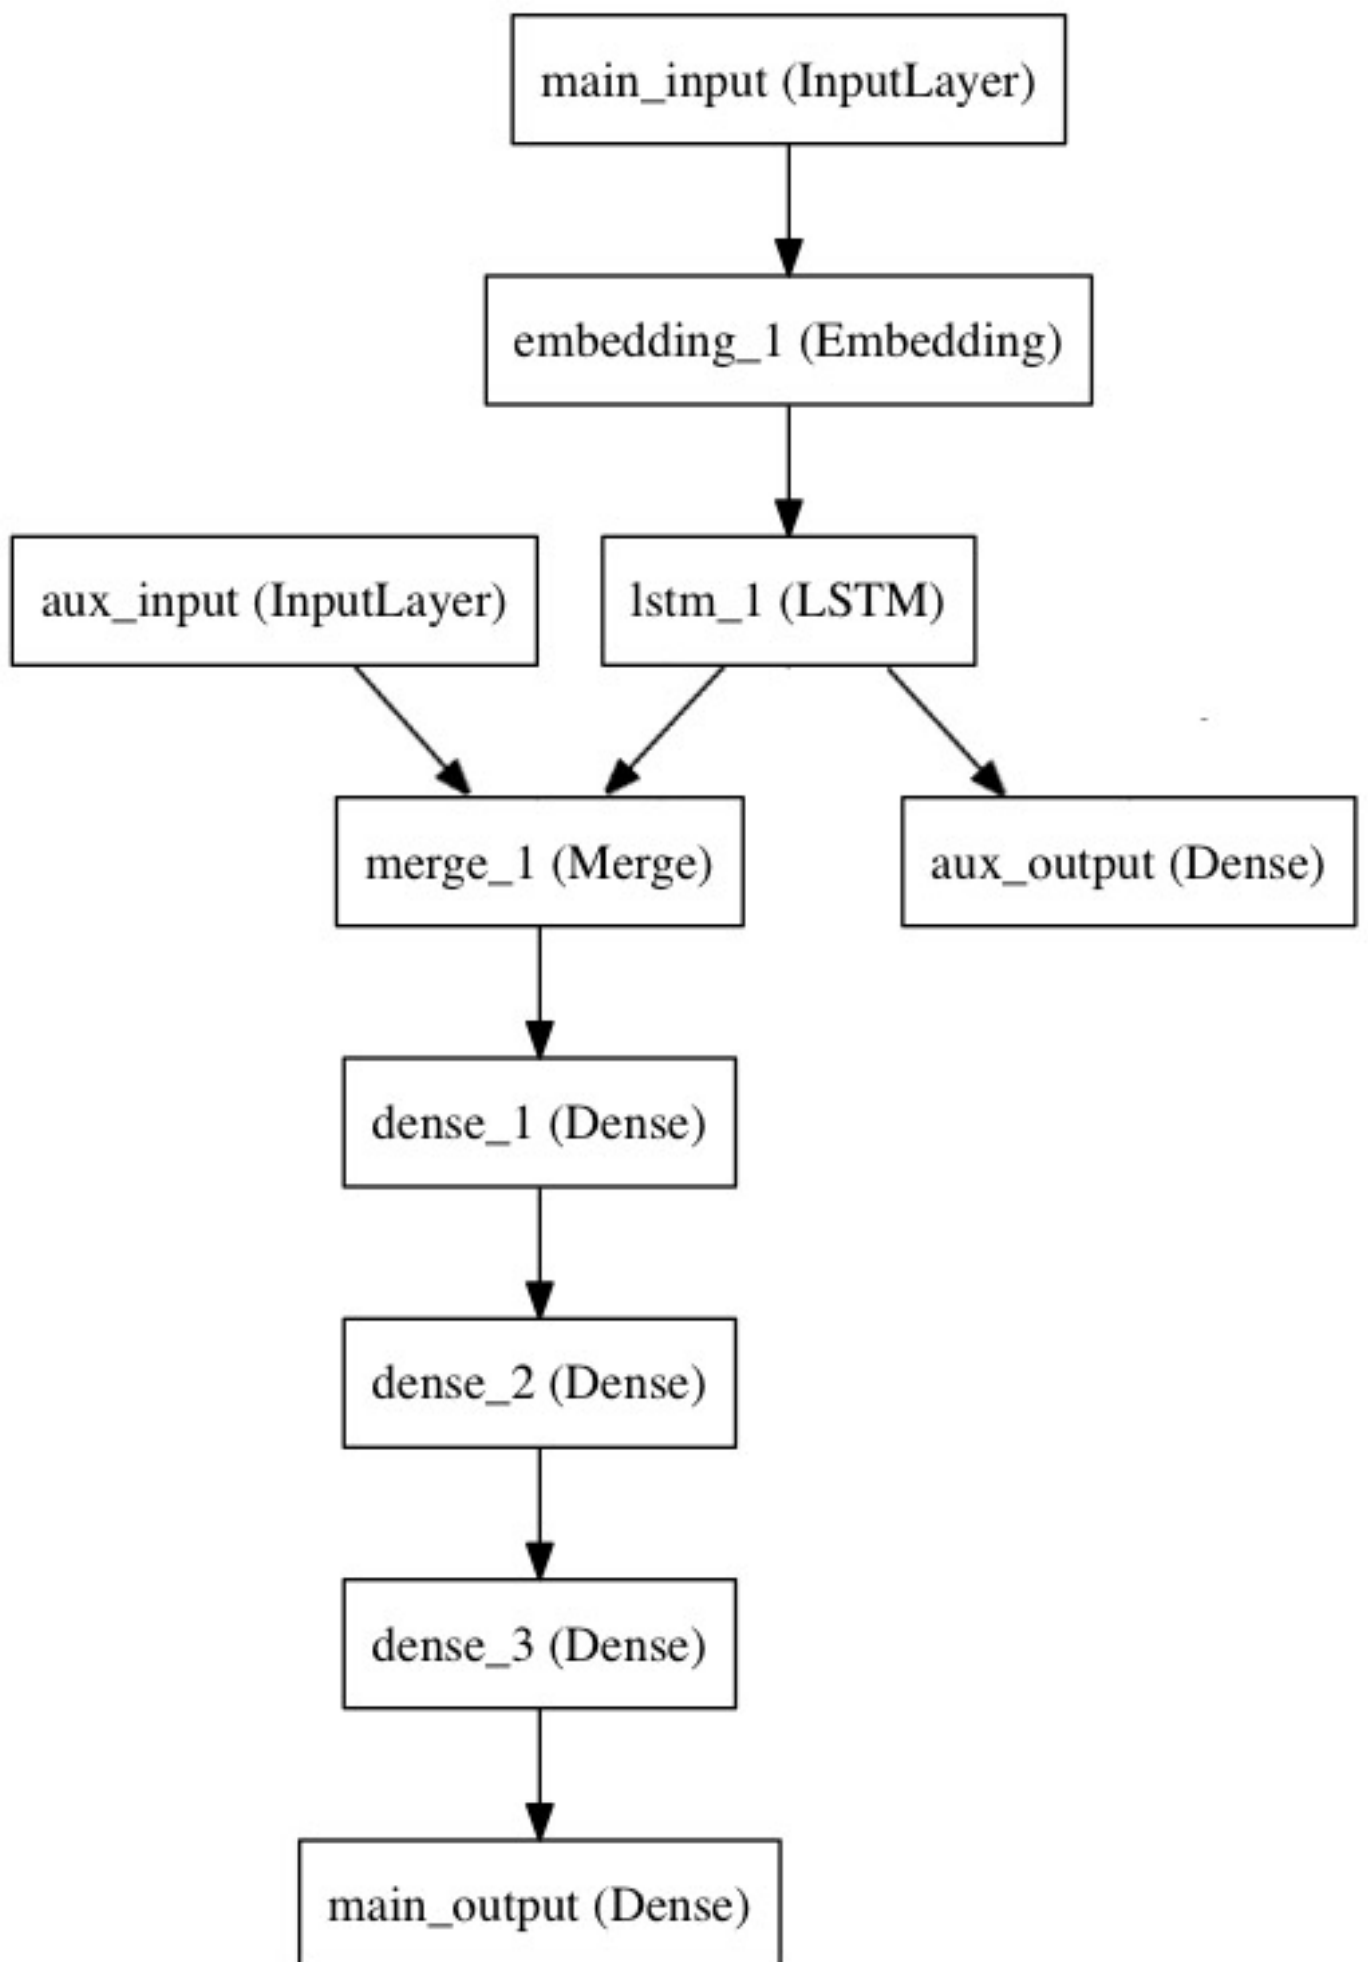 main_input (InputLayer)
embedding_1 (Embedding)
aux_input (InputLayer)
lstm_1 (LSTM)
merge_1 (Merge)
aux_output (Dense)
dense_1 (Dense)
dense_2 (Dense)
dense_3 (Dense)
main_output (Dense)